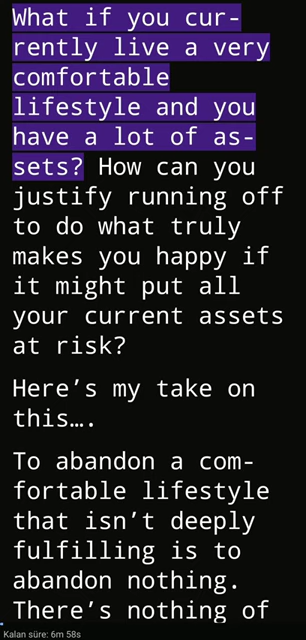 What if you cur-
rently live a very
comfortable
lifestyle and you
have a lot of as-
sets? How can you
justify running off
to do what truly
makes you happy if
it might put all
your current assets
at risk?
Here's my take on
this….
To abandon a com-
fortable lifestyle
that isn't deeply
fulfilling is to
abandon nothing.
There's nothing of
Kalan süre: 6m 58s